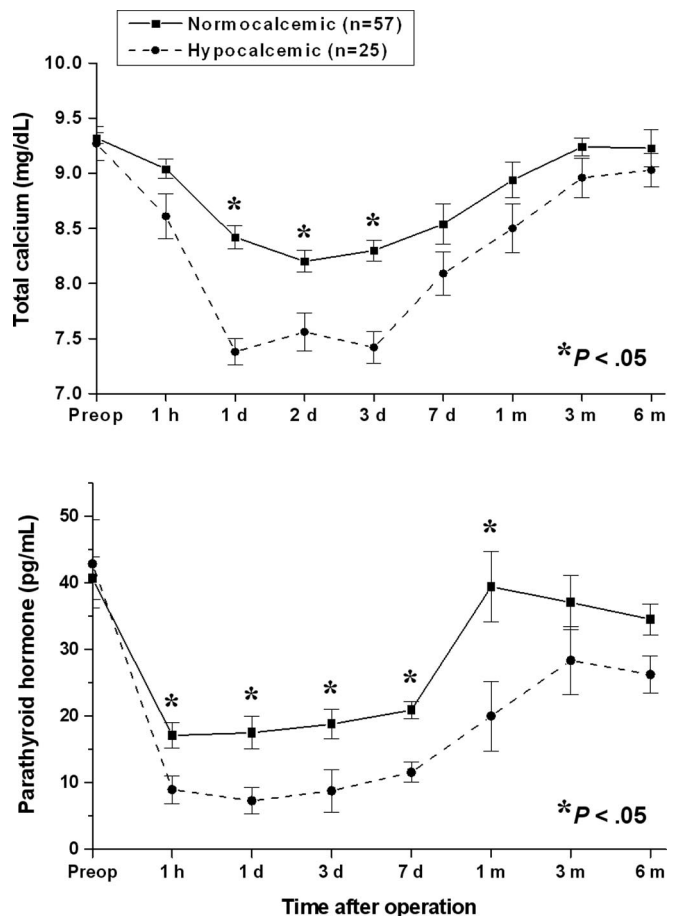 Normocalcemic (n=57)
Hypocalcemic (n=25)
Total calcium (mg/dL)
10.0
9.0
8.5
8.0
7.5
7.0
* * *
*P < .05
Preop 1 h 1 d 2 d 3 d 7 d 1 m 3 m 6 m
Parathyroid hormone (pg/mL)
50
40
30
20
10
0
* * * * *
*P < .05
Preop 1 h 1 d 3 d 7 d 1 m 3 m 6 m
Time after operation